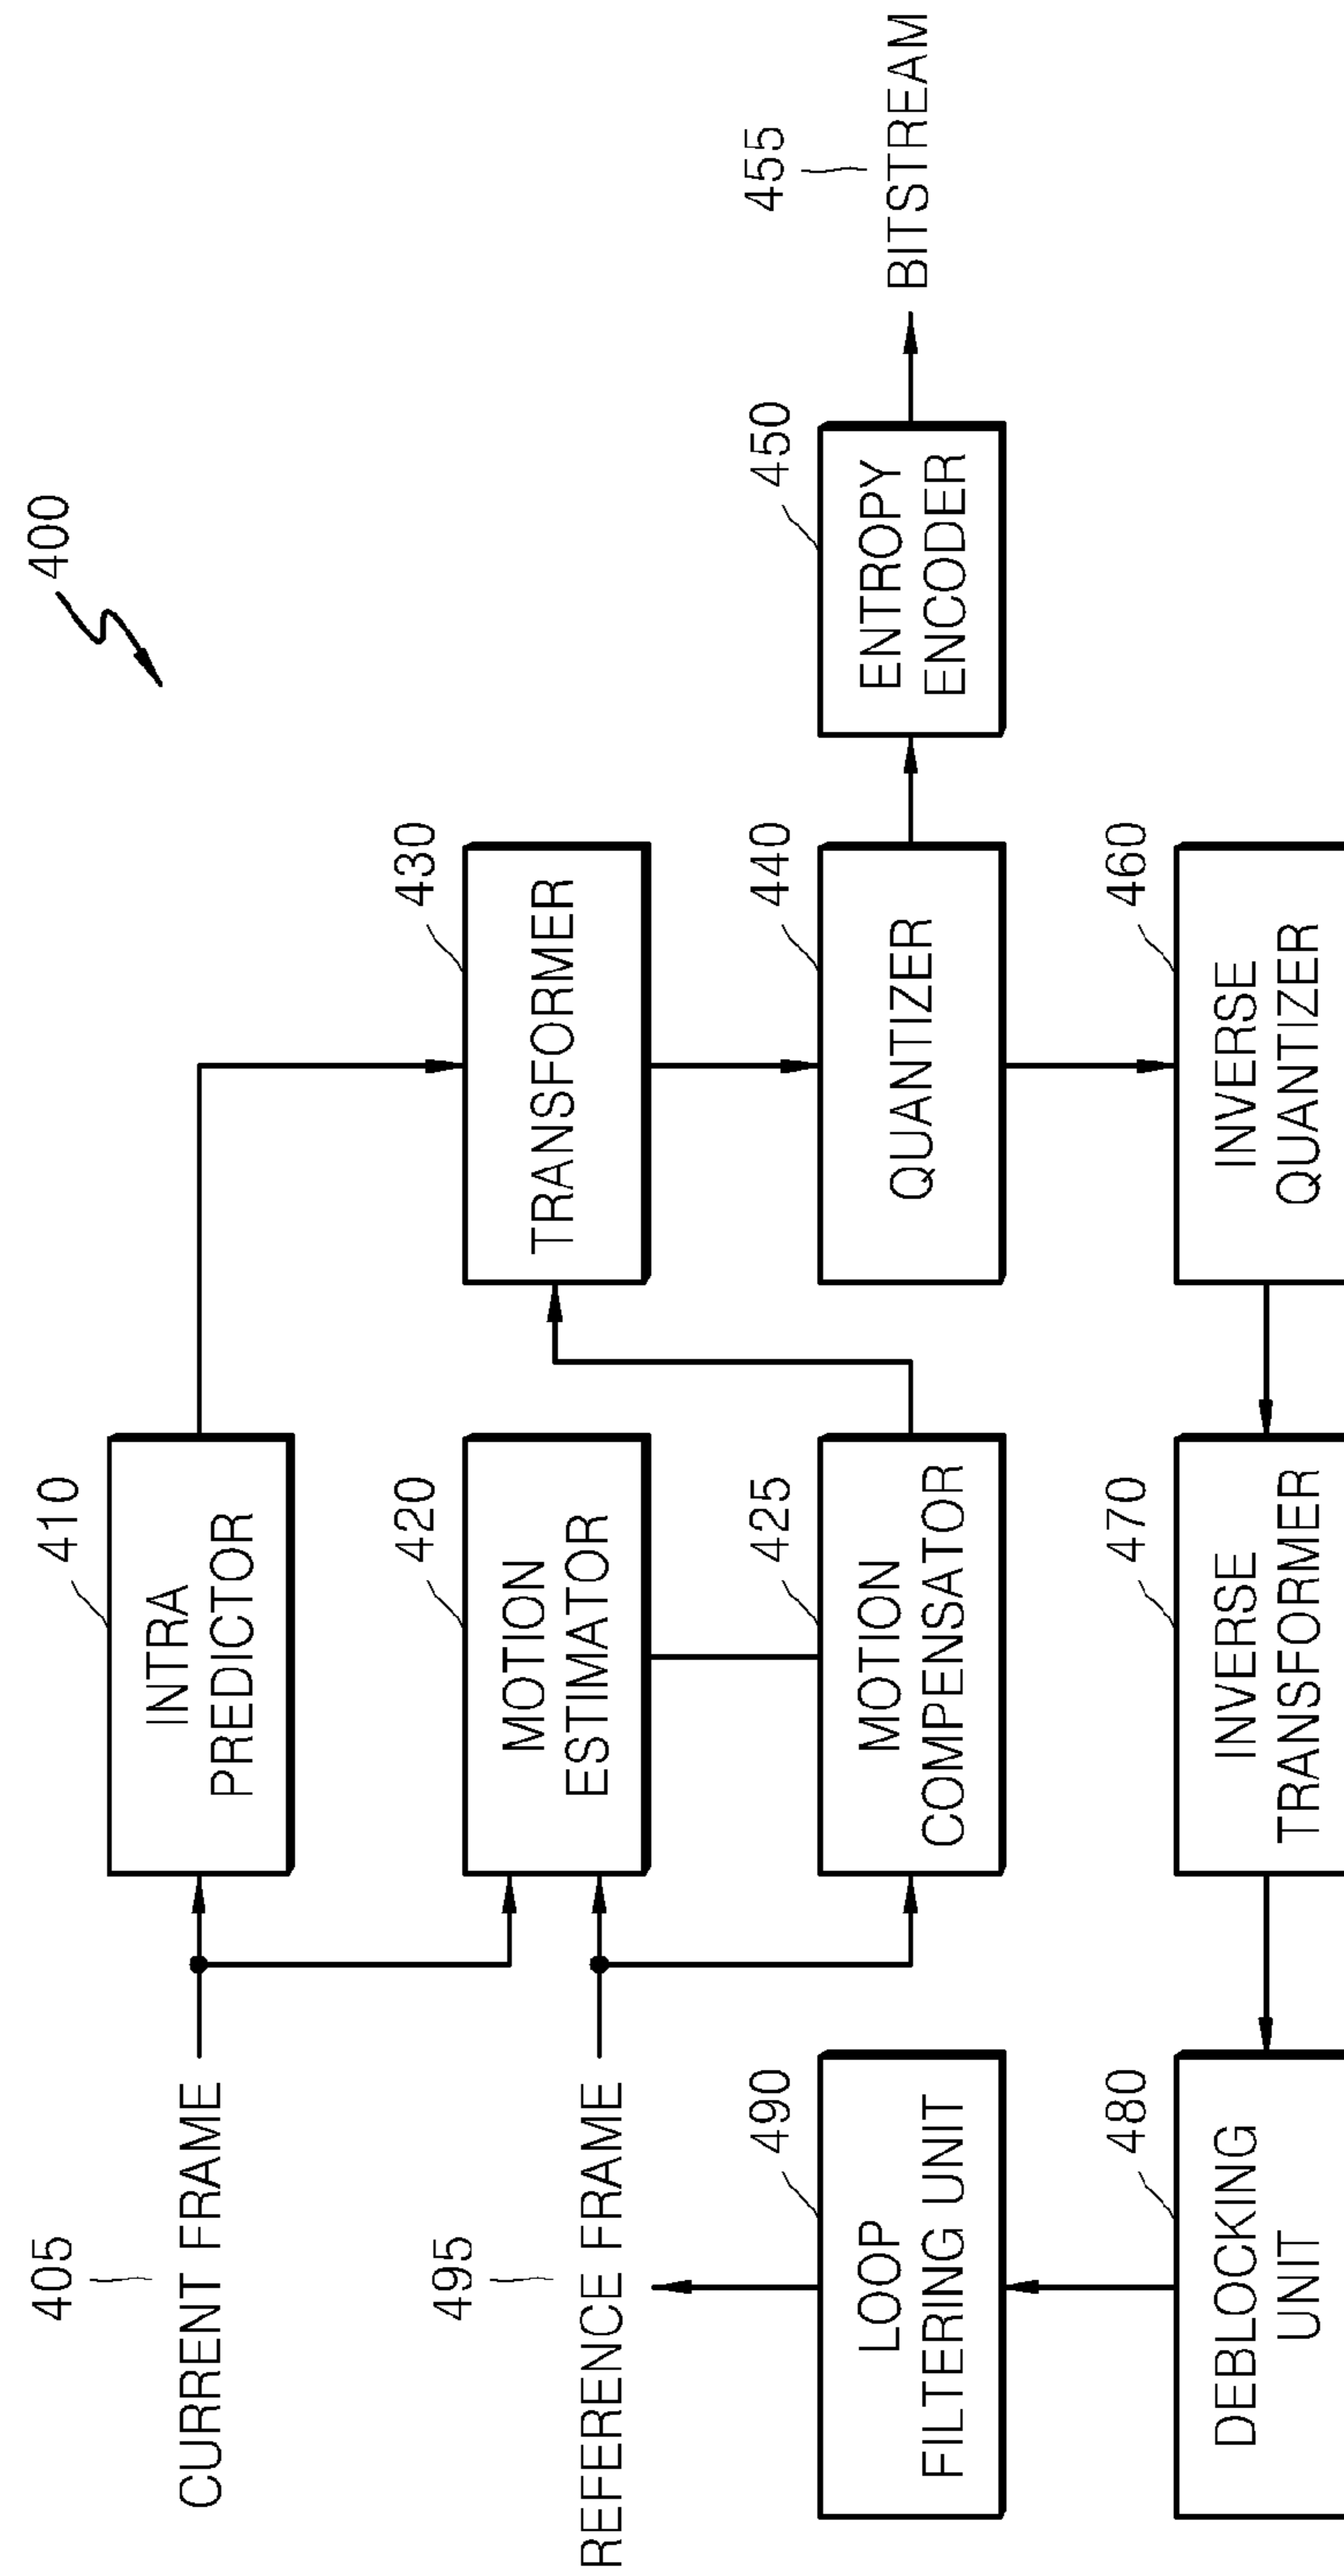 400
405
CURRENT FRAME
410
INTRA
PREDICTOR
495
REFERENCE FRAME
420
MOTION
ESTIMATOR
430
TRANSFORMER
490
LOOP
FILTERING UNIT
425
MOTION
COMPENSATOR
440
QUANTIZER
450
ENTROPY
ENCODER
455
BITSTREAM
480
DEBLOCKING
UNIT
470
INVERSE
TRANSFORMER
460
INVERSE
QUANTIZER